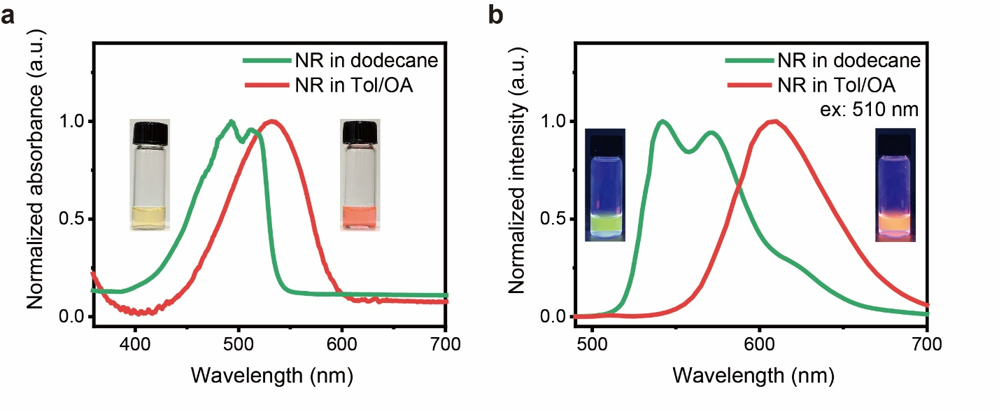 a
NR in dodecane
NR in Tol/OA
Normalized absorbance (a.u.)
1.0
0.5
0.0
400 500 600 700
Wavelength (nm)
b
NR in dodecane
NR in Tol/OA
ex: 510 nm
Normalized intensity (a.u.)
1.0
0.5
0.0
500 600 700
Wavelength (nm)